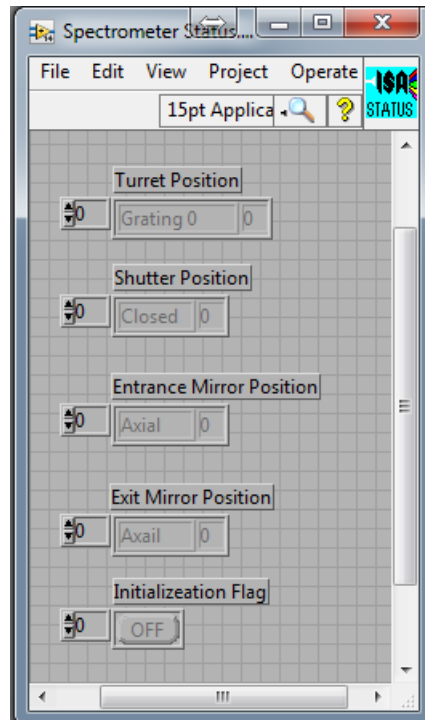 Spectrometer Status....
File Edit View Project Operate
15pt Applica
ISA
STATUS
Turret Position
0 Grating 0 0
Shutter Position
0 Closed 0
Entrance Mirror Position
0 Axial 0
Exit Mirror Position
0 Axail 0
Initializeation Flag
0 OFF